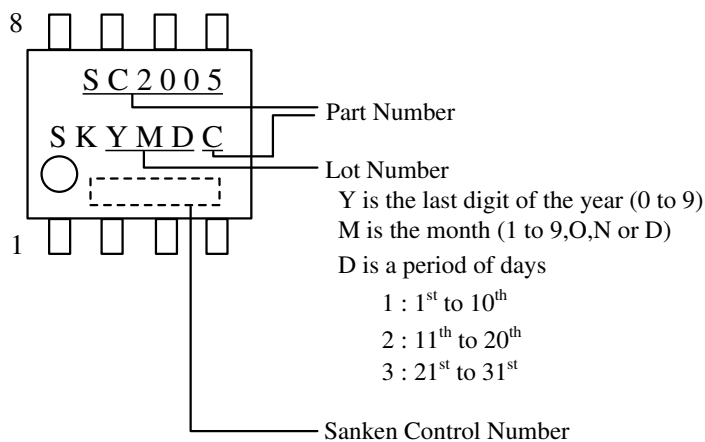 8
SC2005
Part Number
SKYMDC
Lot Number
Y is the last digit of the year (0 to 9)
M is the month (1 to 9,O,N or D)
D is a period of days
1 : 1st to 10th
2 : 11th to 20th
3 : 21st to 31st
1
Sanken Control Number